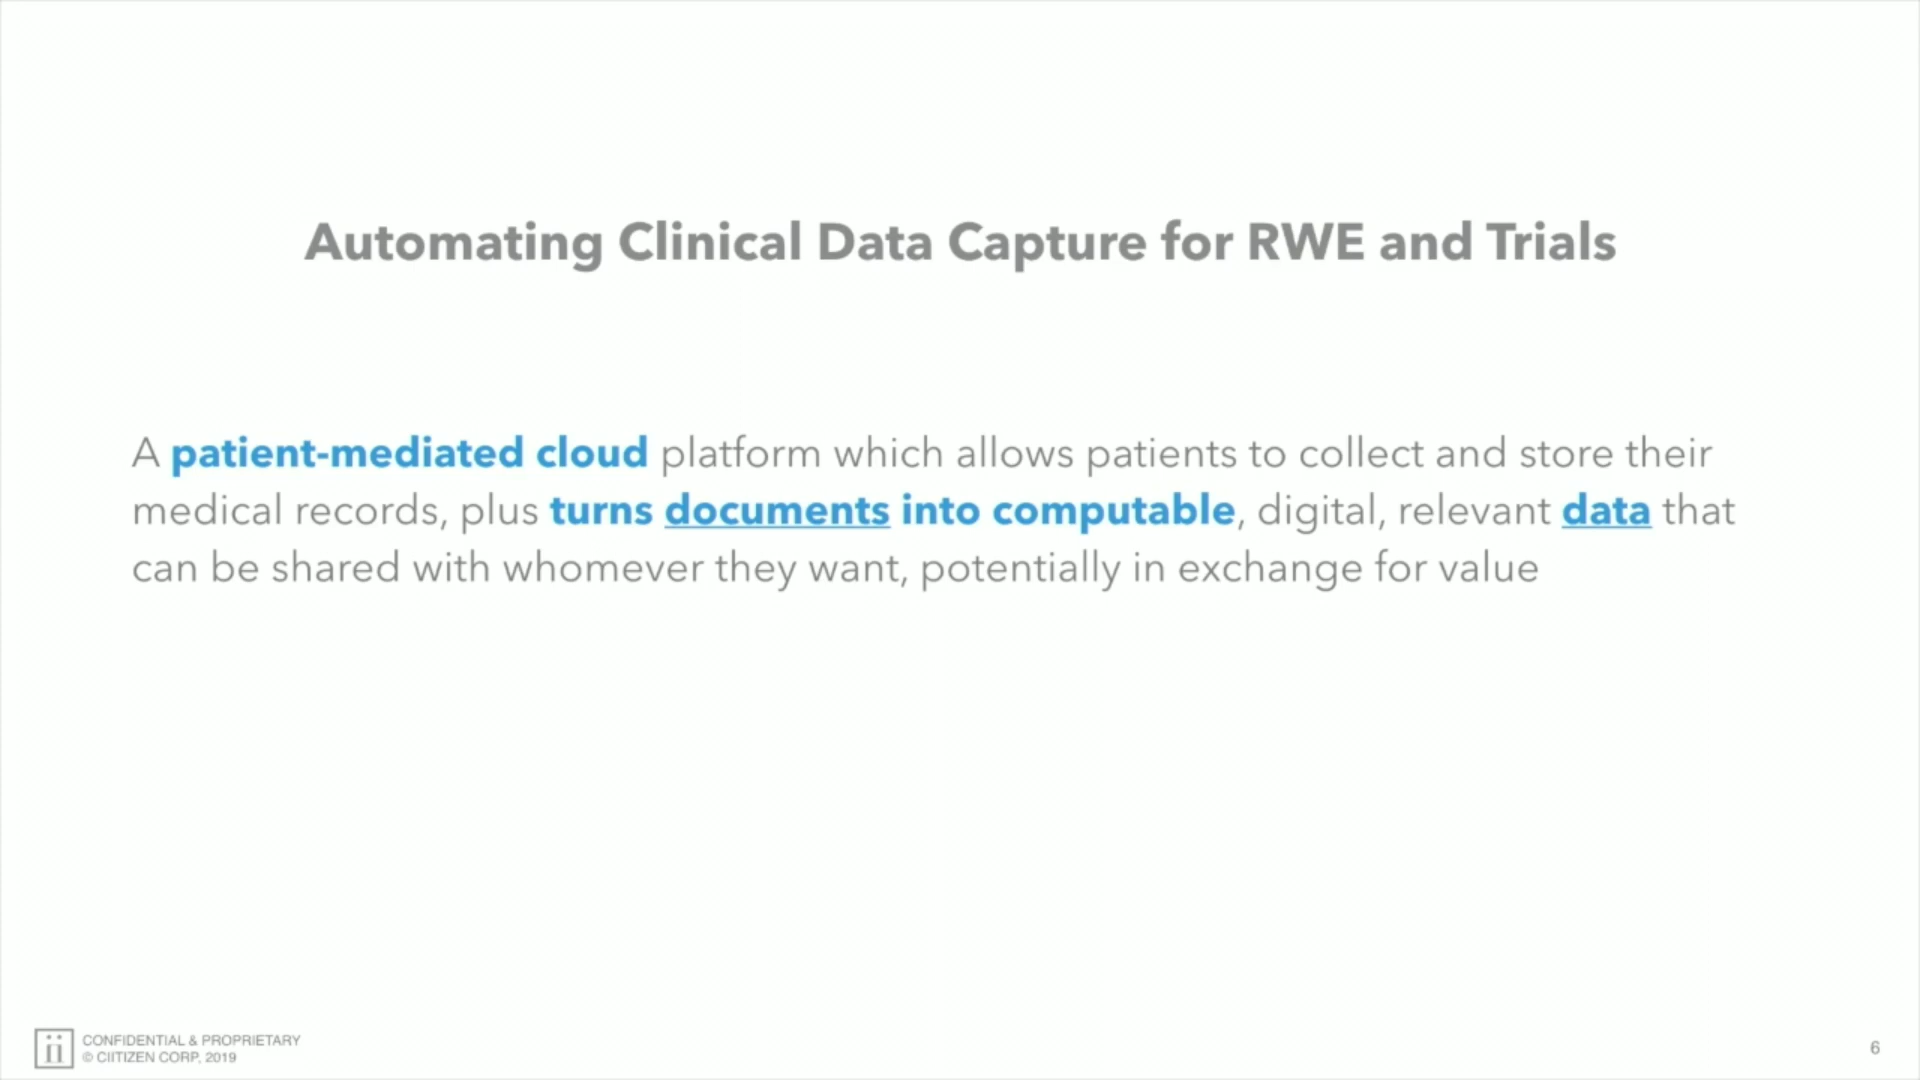 Automating Clinical Data Capture for RWE and Trials
A patient-mediated cloud platform which allows patients to collect and store their
medical records, plus turns documents into computable, digital, relevant data that
can be shared with whomever they want, potentially in exchange for value
ii
CONFIDENTIAL & PROPRIETARY
© CIITIZEN CORP, 2019
6